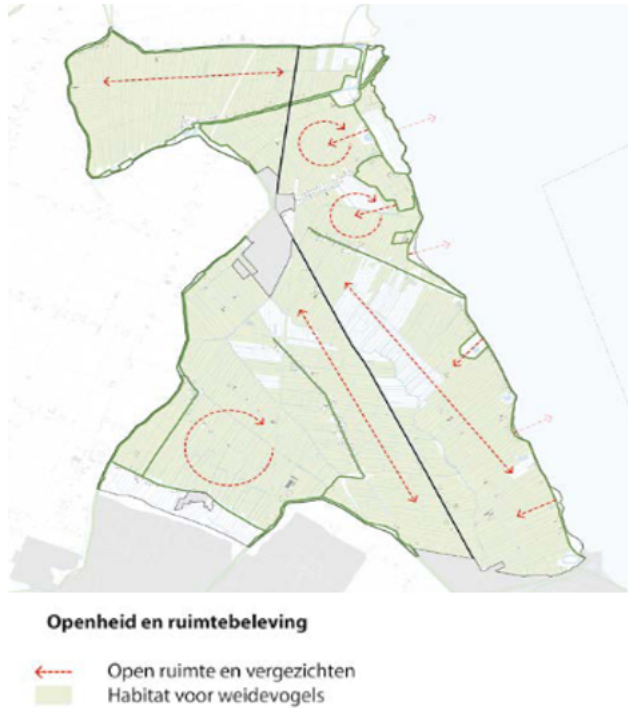 Openheid en ruimtebeleving
Open ruimte en vergezichten
Habitat voor weidevogels